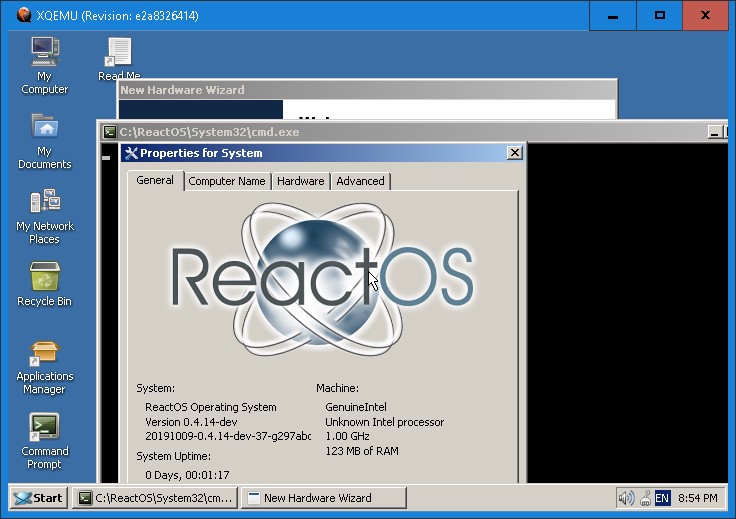 XQEMU (Revision: e2a8326414)
My
Computer
Read Me
My
Documents
My Network
Places
Recycle Bin
Applications
Manager
Command
Prompt
New Hardware Wizard
C:\ReactOS\System32\cmd.exe
Properties for System
General Computer Name Hardware Advanced
ReactOS
System:
ReactOS Operating System
Version 0.4.14-dev
20191009-0.4.14-dev-37-g297abc
System Uptime:
0 Days, 00:01:17
Machine:
GenuineIntel
Unknown Intel processor
1.00 GHz
123 MB of RAM
Start C:\ReactOS\System32\cm... New Hardware Wizard EN 8:54 PM